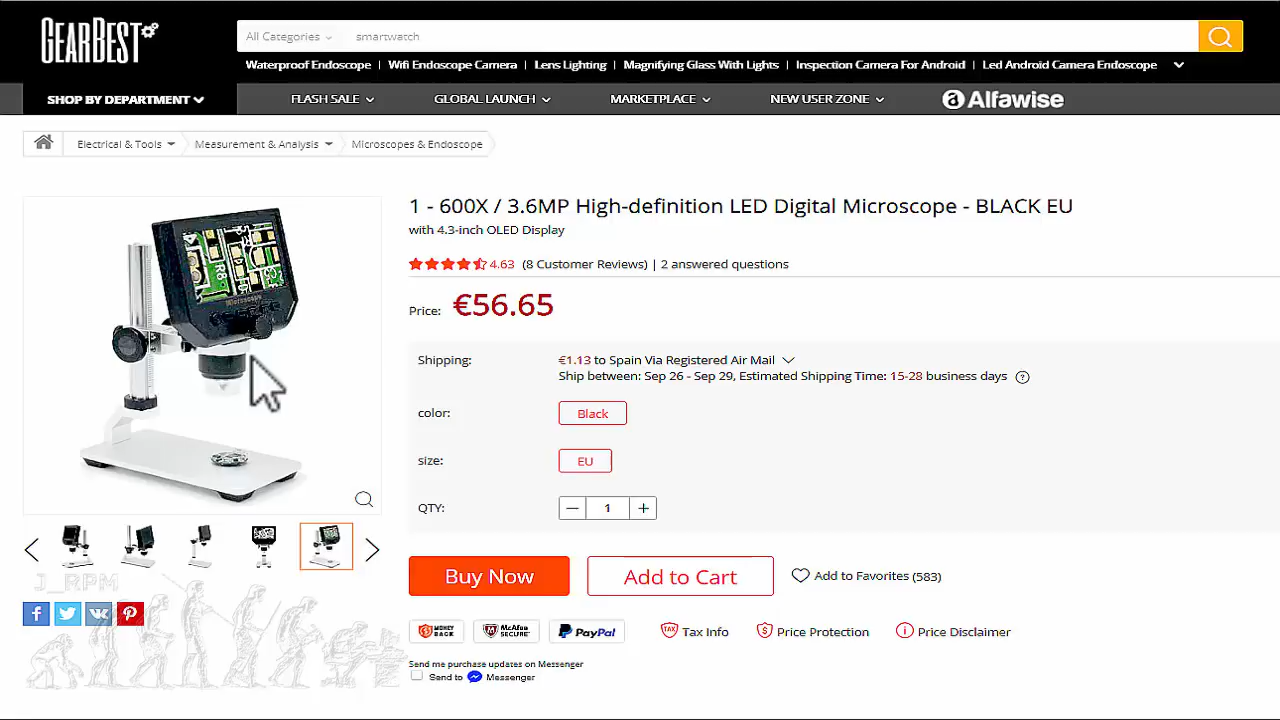 GEARBEST
All Categories
smartwatch
Waterproof Endoscope | Wifi Endoscope Camera | Lens Lighting | Magnifying Glass With Lights | Inspection Camera For Android | Led Android Camera Endoscope
SHOP BY DEPARTMENT
FLASH SALE
GLOBAL LAUNCH
MARKETPLACE
NEW USER ZONE
Alfawise
Electrical & Tools
Measurement & Analysis
Microscopes & Endoscope
1 - 600X / 3.6MP High-definition LED Digital Microscope - BLACK EU
with 4.3-inch OLED Display
4.63 (8 Customer Reviews) | 2 answered questions
Price: €56.65
Shipping: €1.13 to Spain Via Registered Air Mail
Ship between: Sep 26 - Sep 29, Estimated Shipping Time: 15-28 business days ?
color: Black
size: EU
QTY: — 1 +
Microscope
J_RPM
Buy Now
Add to Cart
Add to Favorites (583)
MONEY BACK
McAfee SECURE
PayPal
TAX Tax Info
$ Price Protection
Price Disclaimer
Send me purchase updates on Messenger
Send to Messenger